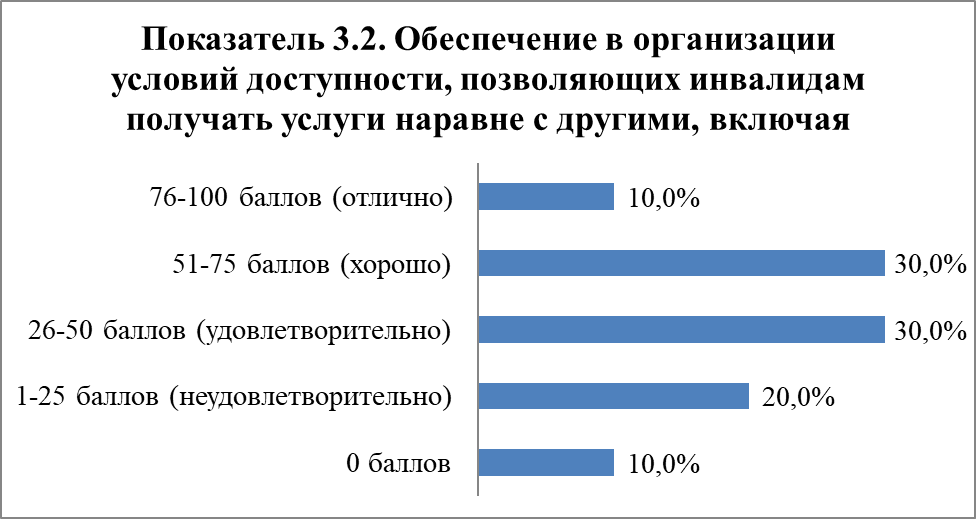 Показатель 3.2. Обеспечение в организации
условий доступности, позволяющих инвалидам
получать услуги наравне с другими, включая
76-100 баллов (отлично) 10,0%
51-75 баллов (хорошо) 30,0%
26-50 баллов (удовлетворительно) 30,0%
1-25 баллов (неудовлетворительно) 20,0%
0 баллов 10,0%